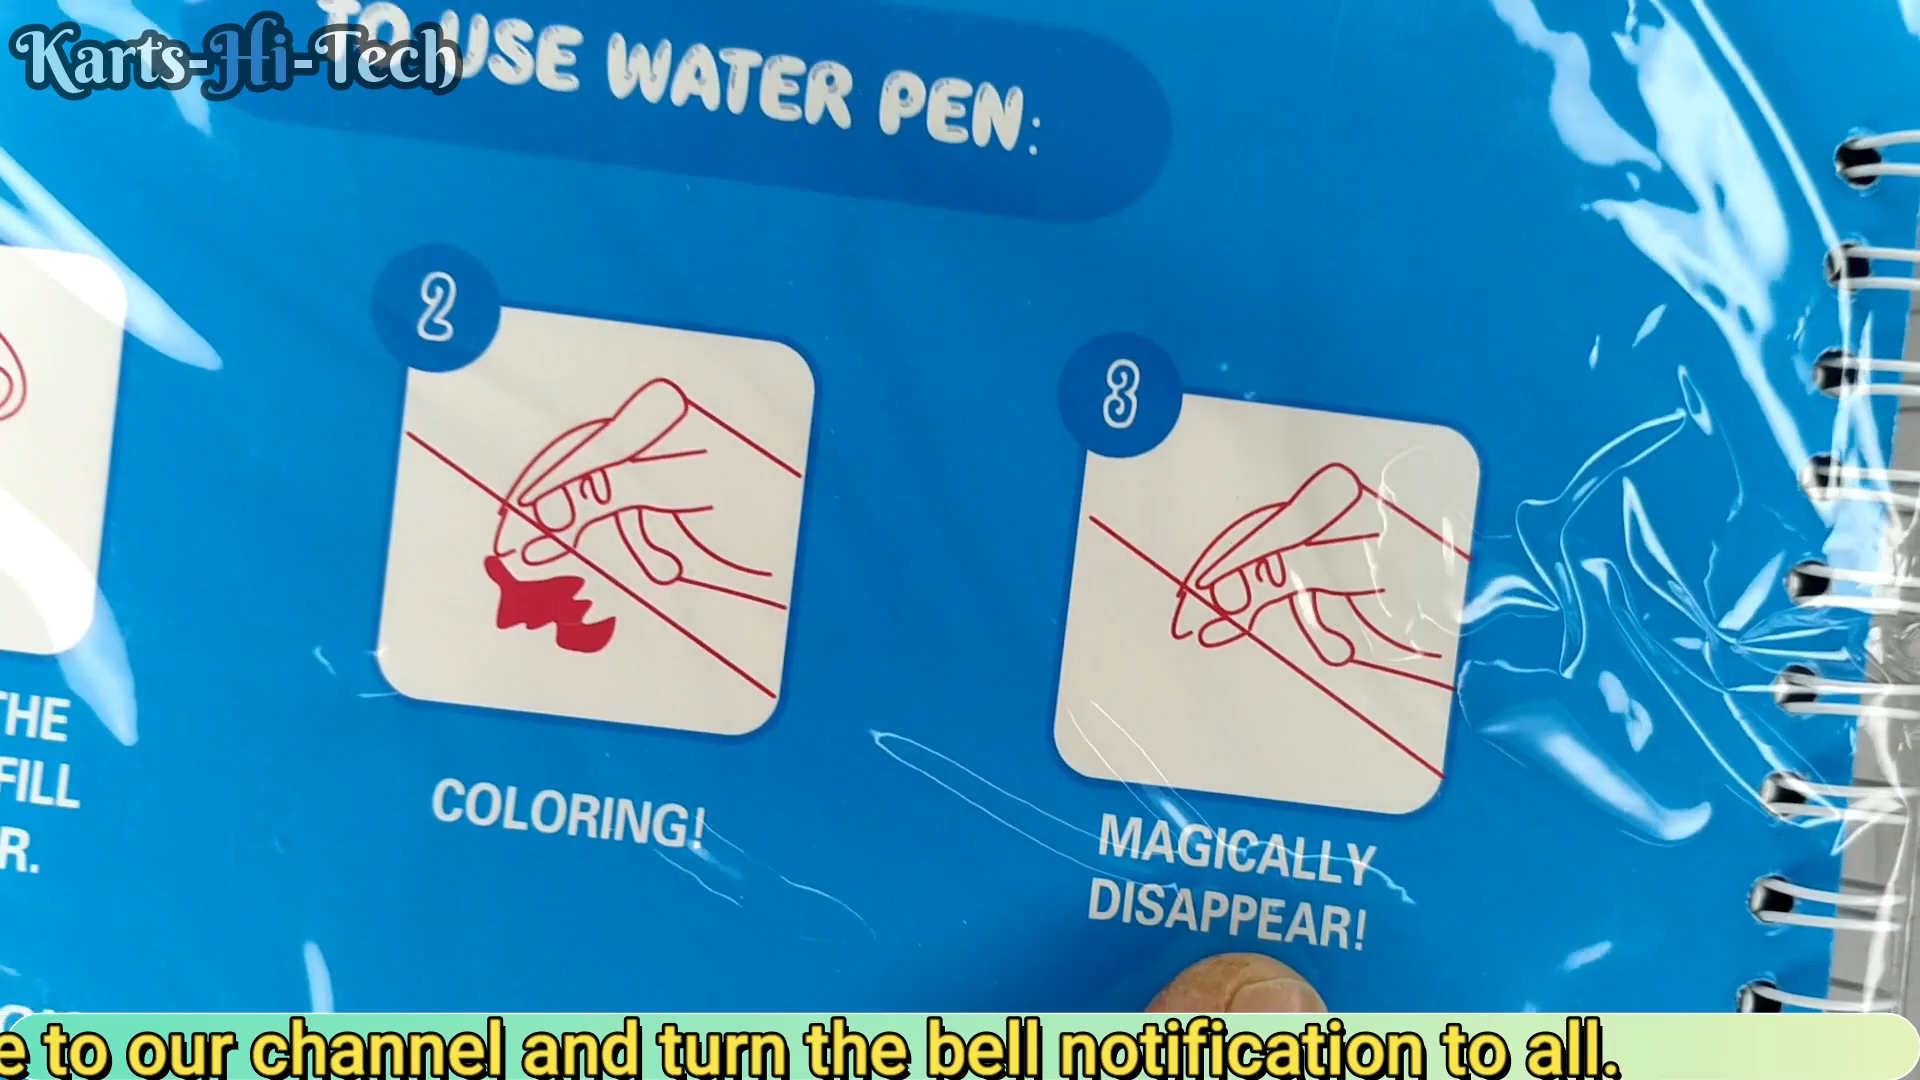 Karts-Hi-Tech
TO USE WATER PEN:
2
3
THE
FILL
R.
COLORING!
MAGICALLY
DISAPPEAR!
e to our channel and turn the bell notification to all.